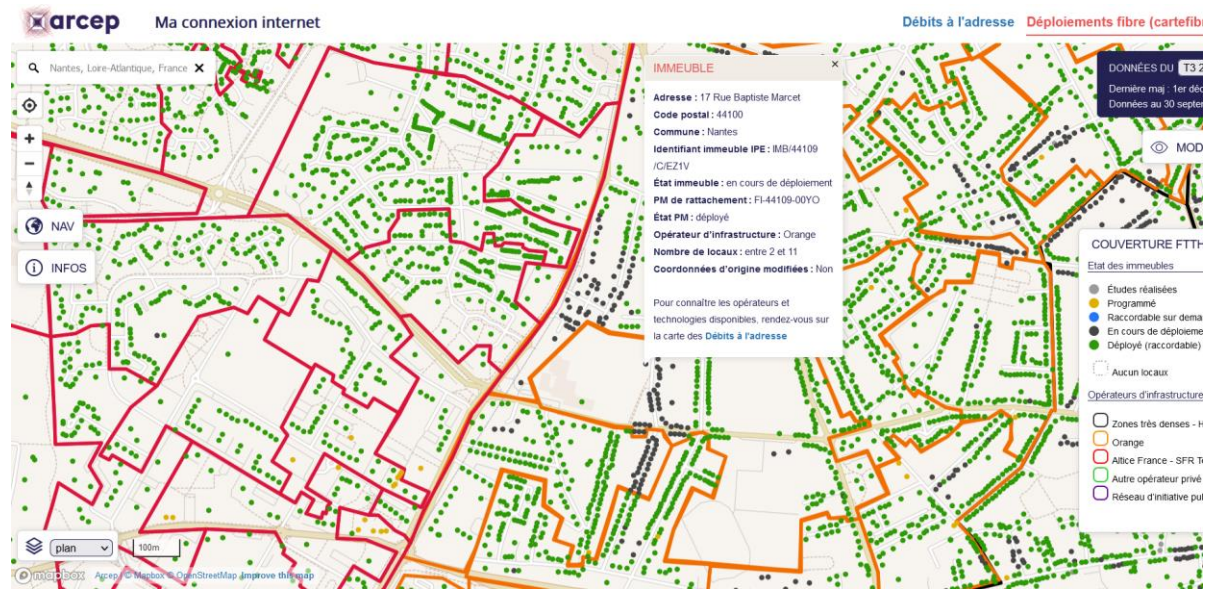 arcep
Ma connexion internet
Débits à l'adresse Déploiements fibre (cartefib
Nantes, Loire-Atlantique, France
NAV
INFOS
IMMEUBLE
Adresse : 17 Rue Baptiste Marcet
Code postal : 44100
Commune : Nantes
Identifiant immeuble IPE : IMB/44109
/C/EZ1V
État immeuble : en cours de déploiement
PM de rattachement : FI-44109-00YO
État PM : déployé
Opérateur d'infrastructure : Orange
Nombre de locaux : entre 2 et 11
Coordonnées d'origine modifiées : Non
Pour connaître les opérateurs et
technologies disponibles, rendez-vous sur
la carte des Débits à l'adresse
DONNÉES DU T3 2
Dernière maj : 1er déc
Données au 30 septem
MOD
COUVERTURE FTTH
Etat des immeubles
Études réalisées
Programmé
Raccordable sur dema
En cours de déploieme
Déployé (raccordable)
Aucun locaux
Opérateurs d'infrastructure
Zones très denses - H
Orange
Altice France - SFR Te
Autre opérateur privé
Réseau d'initiative pub
plan
100m
mapbox
Arcep | © Mapbox © OpenStreetMap Improve this map